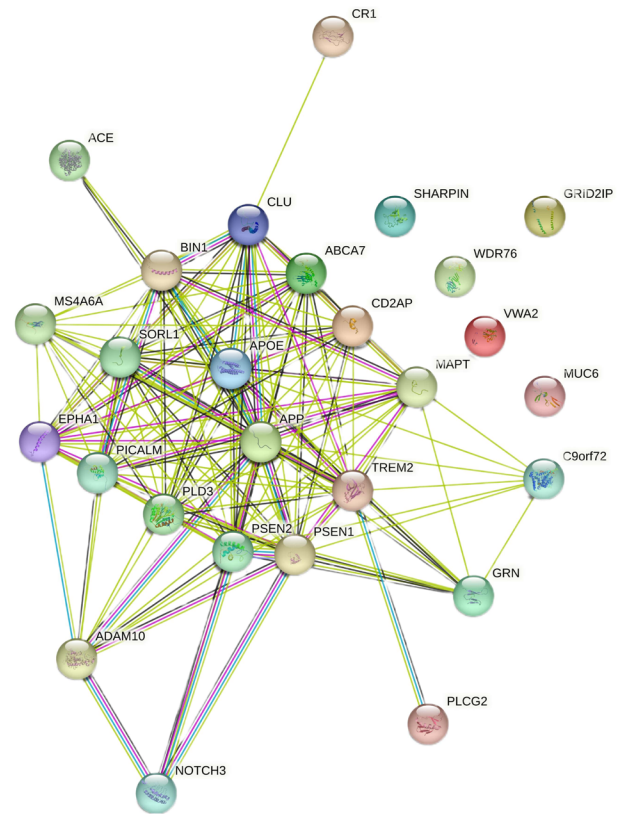 CR1
ACE
SHARPIN
GRID2IP
CLU
BIN1
ABCA7
WDR76
MS4A6A
CD2AP
VWA2
SORL1
APOE
MAPT
MUC6
EPHA1
APP
PICALM
TREM2
C9orf72
PLD3
PSEN2
PSEN1
GRN
ADAM10
PLCG2
NOTCH3